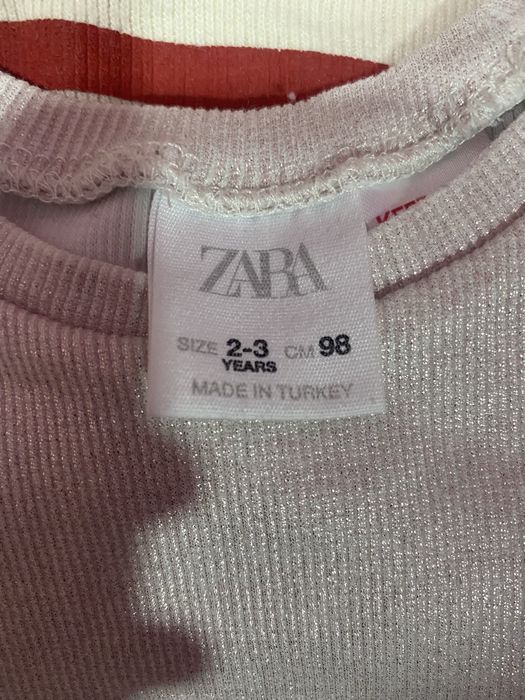 ZARA
SIZE 2-3 CM 98
YEARS
MADE IN TURKEY